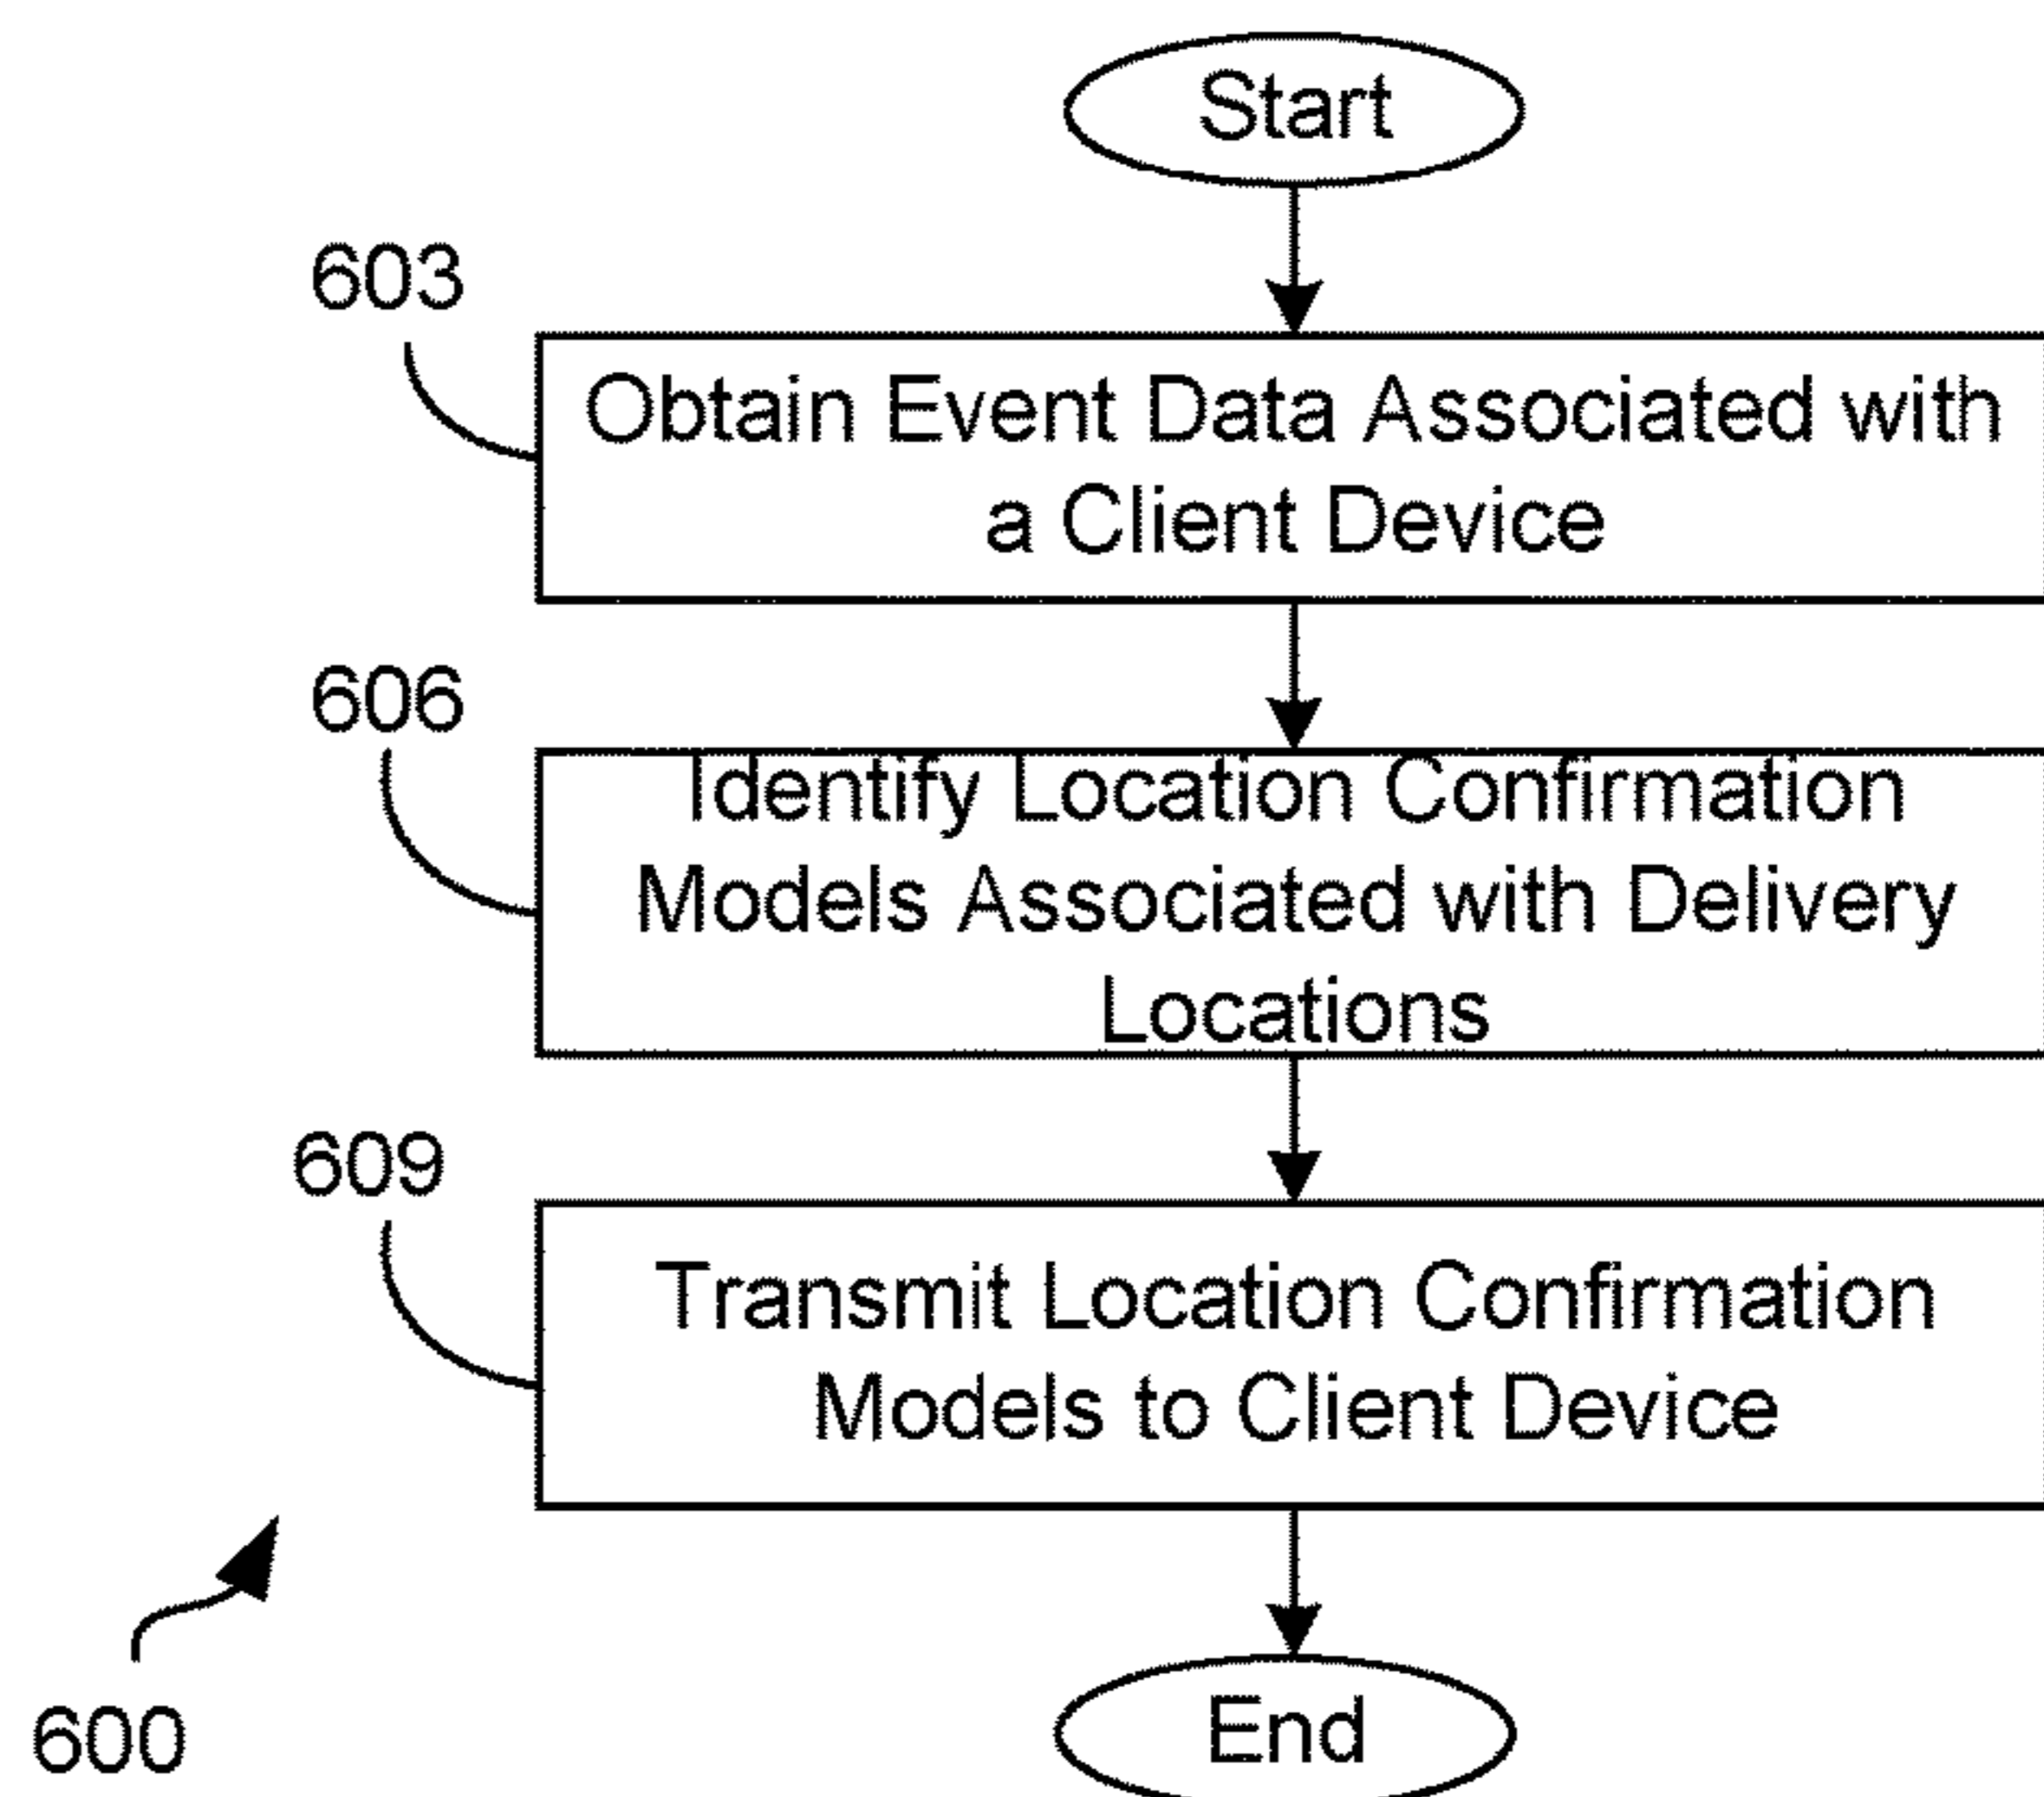 Start
603
Obtain Event Data Associated with
a Client Device
606
Identify Location Confirmation
Models Associated with Delivery
Locations
609
Transmit Location Confirmation
Models to Client Device
600
End